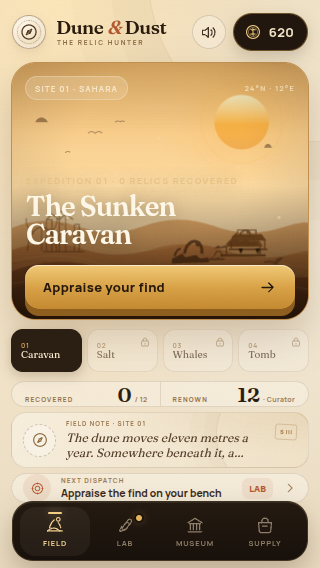 Dune & Dust
THE RELIC HUNTER
620
SITE 01 · SAHARA
24°N · 12°E
EXPEDITION 01 · 0 RELICS RECOVERED
The Sunken
Caravan
Appraise your find
01
Caravan
02
Salt
03
Whales
04
Tomb
RECOVERED
0 / 12
RENOWN
12 · Curator
FIELD NOTE · SITE 01
The dune moves eleven metres a
year. Somewhere beneath it, a...
NEXT DISPATCH
Appraise the find on your bench
LAB
FIELD
LAB
MUSEUM
SUPPLY